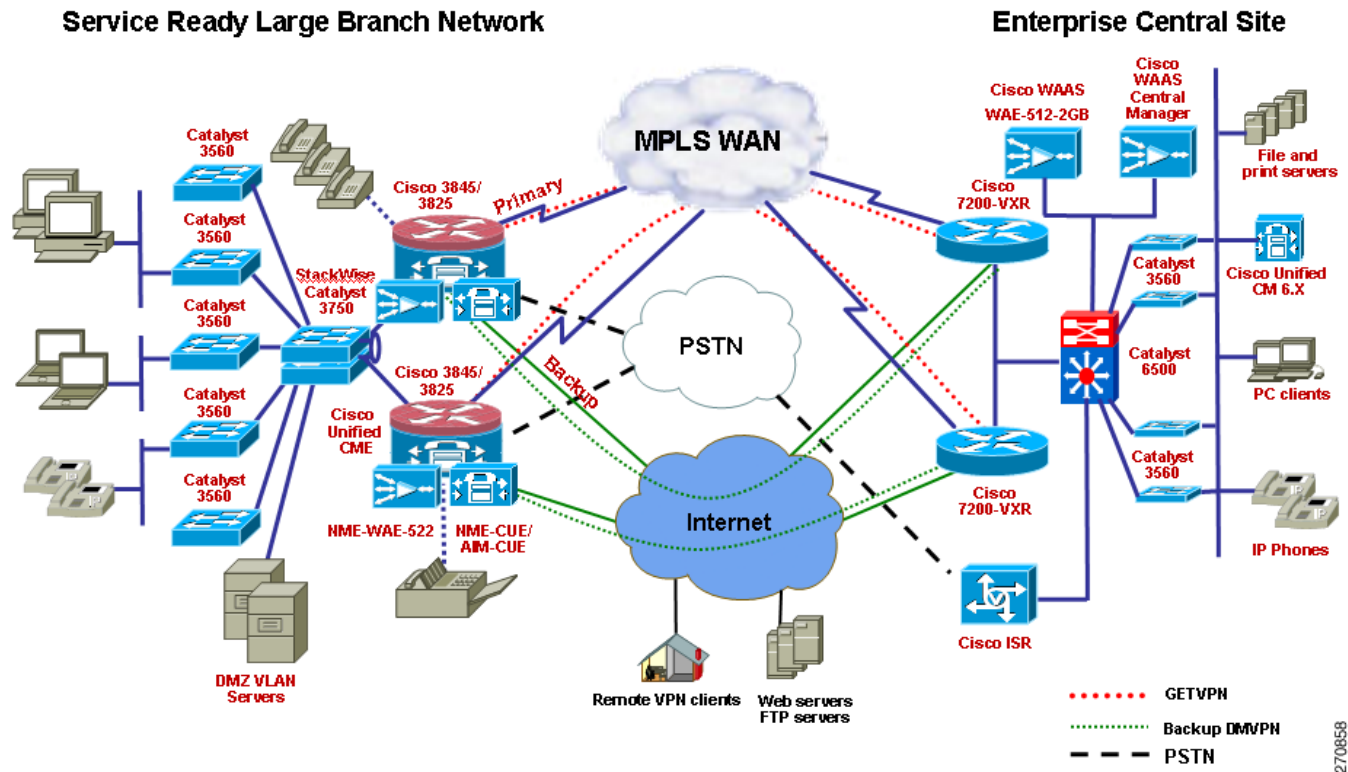 Service Ready Large Branch Network
Enterprise Central Site
Catalyst
3560
Catalyst
3560
Catalyst
3560
Catalyst
3560
Catalyst
3560
StackWise
Catalyst
3750
Cisco 3845/
3825
Primary
MPLS WAN
PSTN
Backup
Cisco 3845/
3825
Cisco
Unified
CME
NME-WAE-522
NME-CUE/
AIM-CUE
DMZ VLAN
Servers
Internet
Remote VPN clients
Web servers
FTP servers
Cisco WAAS
WAE-512-2GB
Cisco
WAAS
Central
Manager
Cisco
7200-VXR
Cisco
7200-VXR
Catalyst
3560
Catalyst
6500
Catalyst
3560
File and
print servers
Cisco Unified
CM 6.X
PC clients
IP
IP
IP
IP
IP Phones
V
Cisco ISR
GETVPN
Backup DMVPN
PSTN
270858